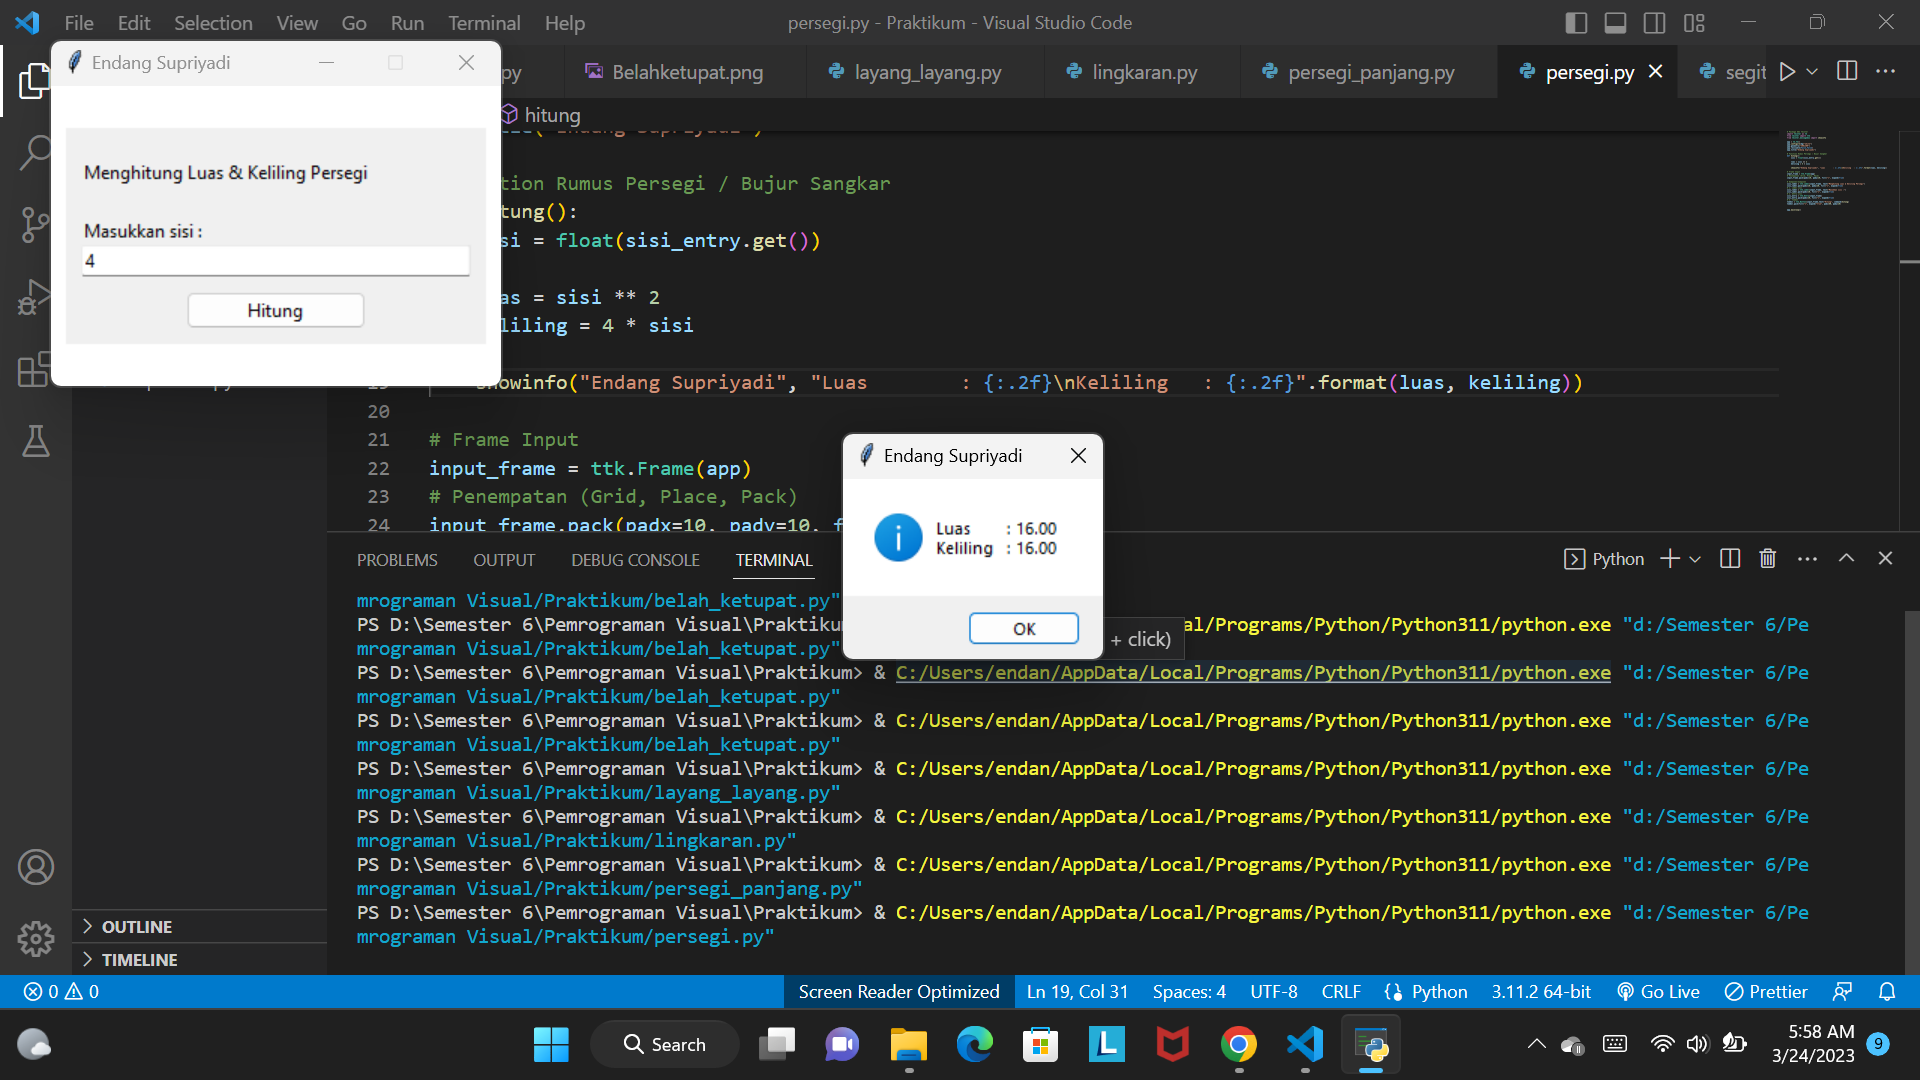 File Edit Selection View Go Run Terminal Help
persegi.py - Praktikum - Visual Studio Code
Endang Supriyadi
py
Belahketupat.png
layang_layang.py
lingkaran.py
persegi_panjang.py
persegi.py
segit
hitung
Menghitung Luas & Keliling Persegi
Masukkan sisi :
4
Hitung
tion Rumus Persegi / Bujur Sangkar
tung():
si = float(sisi_entry.get())
as = sisi ** 2
liling = 4 * sisi
showinfo("Endang Supriyadi", "Luas        : {:.2f}\nKeliling   : {:.2f}".format(luas, keliling))
20
21 # Frame Input
22 input_frame = ttk.Frame(app)
23 # Penempatan (Grid, Place, Pack)
24 input_frame.pack(padx=10, pady=10, f
Endang Supriyadi
Luas : 16.00
Keliling : 16.00
OK
PROBLEMS OUTPUT DEBUG CONSOLE TERMINAL
Python
mrograman Visual/Praktikum/belah_ketupat.py"
PS D:\Semester 6\Pemrograman Visual\Praktiku al/Programs/Python/Python311/python.exe "d:/Semester 6/Pe
mrograman Visual/Praktikum/belah_ketupat.py"
+ click)
PS D:\Semester 6\Pemrograman Visual\Praktikum> & C:/Users/endan/AppData/Local/Programs/Python/Python311/python.exe "d:/Semester 6/Pe
mrograman Visual/Praktikum/belah_ketupat.py"
PS D:\Semester 6\Pemrograman Visual\Praktikum> & C:/Users/endan/AppData/Local/Programs/Python/Python311/python.exe "d:/Semester 6/Pe
mrograman Visual/Praktikum/belah_ketupat.py"
PS D:\Semester 6\Pemrograman Visual\Praktikum> & C:/Users/endan/AppData/Local/Programs/Python/Python311/python.exe "d:/Semester 6/Pe
mrograman Visual/Praktikum/layang_layang.py"
PS D:\Semester 6\Pemrograman Visual\Praktikum> & C:/Users/endan/AppData/Local/Programs/Python/Python311/python.exe "d:/Semester 6/Pe
mrograman Visual/Praktikum/lingkaran.py"
PS D:\Semester 6\Pemrograman Visual\Praktikum> & C:/Users/endan/AppData/Local/Programs/Python/Python311/python.exe "d:/Semester 6/Pe
mrograman Visual/Praktikum/persegi_panjang.py"
PS D:\Semester 6\Pemrograman Visual\Praktikum> & C:/Users/endan/AppData/Local/Programs/Python/Python311/python.exe "d:/Semester 6/Pe
mrograman Visual/Praktikum/persegi.py"
OUTLINE
TIMELINE
0 0
Screen Reader Optimized
Ln 19, Col 31
Spaces: 4
UTF-8
CRLF
Python
3.11.2 64-bit
Go Live
Prettier
Search
L
5:58 AM
3/24/2023
9